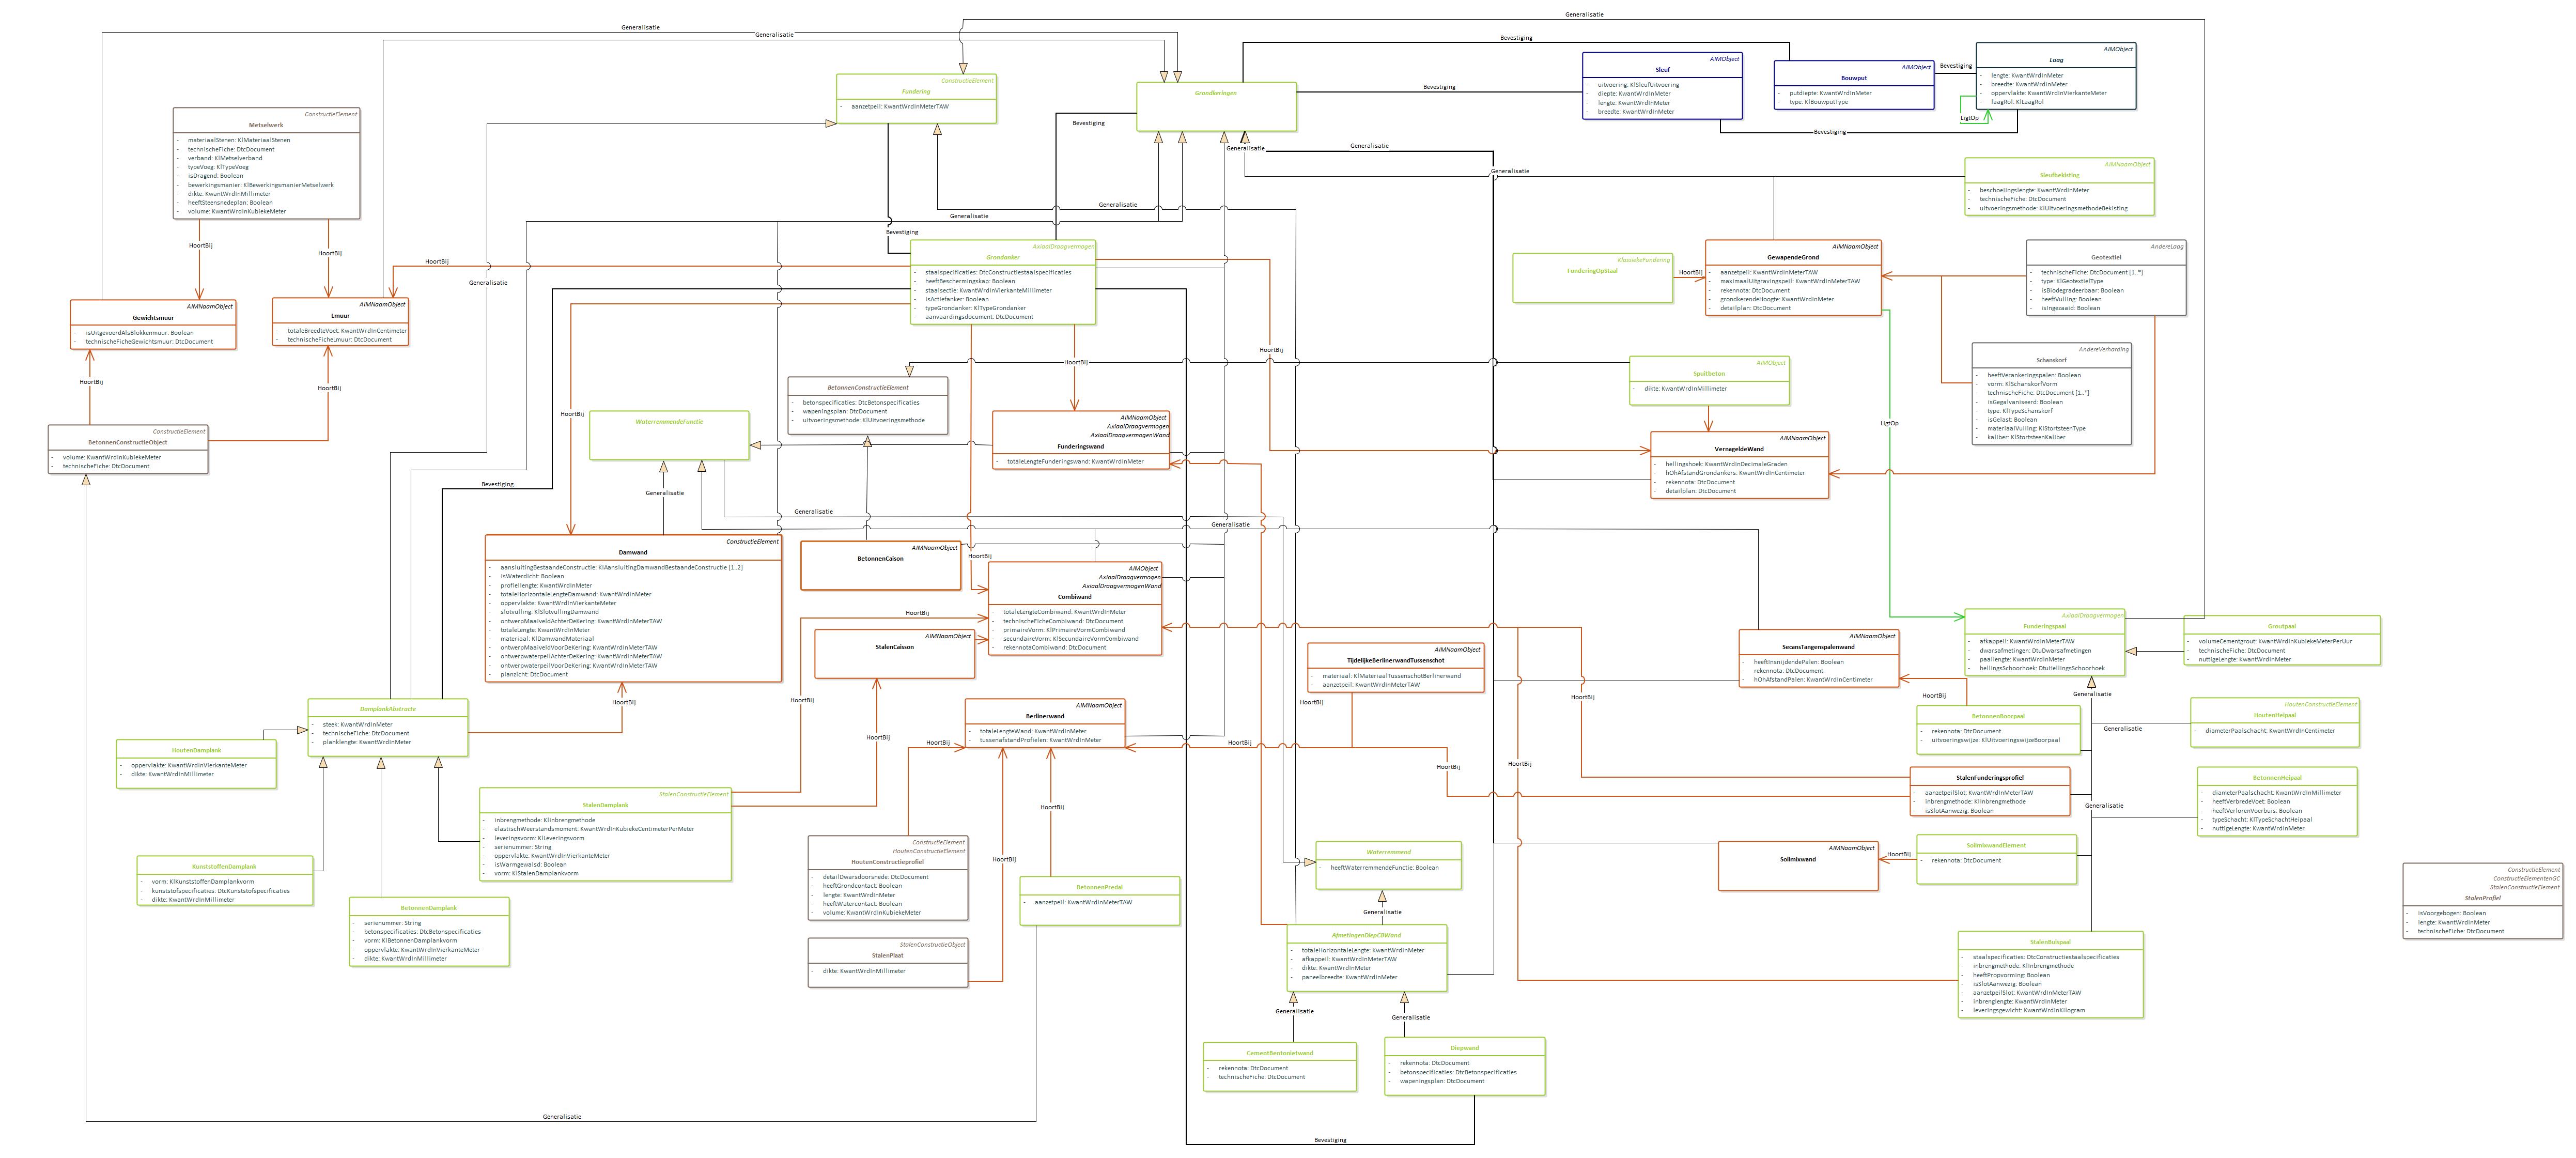 Generalisatie
Generalisatie
Generalisatie
Bevestiging
Bevestiging
Bevestiging
Bevestiging
Bevestiging
LigtOp
ConstructieElement
Fundering
- aanzetpeil: KwantWrdInMeterTAW
Grondkeringen
AIMObject
Sleuf
- uitvoering: KlSleufUitvoering
- diepte: KwantWrdInMeter
- lengte: KwantWrdInMeter
- breedte: KwantWrdInMeter
AIMObject
Bouwput
- putdiepte: KwantWrdInMeter
- type: KlBouwputType
AIMObject
Laag
- lengte: KwantWrdInMeter
- breedte: KwantWrdInMeter
- oppervlakte: KwantWrdInVierkanteMeter
- laagRol: KlLaagRol
ConstructieElement
Metselwerk
- materiaalStenen: KlMateriaalStenen
- technischeFiche: DtcDocument
- verband: KlMetselverband
- typeVoeg: KlTypeVoeg
- isDragend: Boolean
- bewerkingsmanier: KlBewerkingsmanierMetselwerk
- dikte: KwantWrdInMillimeter
- heeftSteensnedeplan: Boolean
- volume: KwantWrdInKubiekeMeter
Generalisatie
Generalisatie
Generalisatie
Generalisatie
Generalisatie
Generalisatie
Bevestiging
HoortBij
HoortBij
HoortBij
AIMNaamObject
Sleufbekisting
- beschoeiingslengte: KwantWrdInMeter
- technischeFiche: DtcDocument
- uitvoeringsmethode: KlUitvoeringsmethodeBekisting
AxiaalDraagvermogen
Grondanker
- staalspecificaties: DtcConstructiestaalspecificaties
- heeftBeschermingskap: Boolean
- staalsectie: KwantWrdInVierkanteMillimeter
- isActiefanker: Boolean
- typeGrondanker: KlTypeGrondanker
- aanvaardingsdocument: DtcDocument
KlassiekeFundering
FunderingOpStaal
HoortBij
AIMNaamObject
GewapendeGrond
- aanzetpeil: KwantWrdInMeterTAW
- maximaalUitgravingspeil: KwantWrdInMeterTAW
- rekennota: DtcDocument
- grondkerendeHoogte: KwantWrdInMeter
- detailplan: DtcDocument
AndereLaag
Geotextiel
- technischeFiche: DtcDocument [1..*]
- type: KlGeotextielType
- isBiodegradeerbaar: Boolean
- heeftVulling: Boolean
- isIngezaaid: Boolean
AIMNaamObject
Gewichtsmuur
- isUitgevoerdAlsBlokkenmuur: Boolean
- technischeFicheGewichtsmuur: DtcDocument
AIMNaamObject
Lmuur
- totaleBreedteVoet: KwantWrdInCentimeter
- technischeFicheLmuur: DtcDocument
HoortBij
HoortBij
HoortBij
HoortBij
HoortBij
LigtOp
AndereVerharding
Schanskorf
- heeftVerankeringspalen: Boolean
- vorm: KlSchanskorfVorm
- technischeFiche: DtcDocument [1..*]
- isGegalvaniseerd: Boolean
- type: KlTypeSchanskorf
- isGelast: Boolean
- materiaalVulling: KlStortsteenType
- kaliber: KlStortsteenKaliber
AIMObject
Spuitbeton
- dikte: KwantWrdInMillimeter
BetonnenConstructieElement
- betonspecificaties: DtcBetonspecificaties
- wapeningsplan: DtcDocument
- uitvoeringsmethode: KlUitvoeringsmethode
WaterremmendeFunctie
AIMNaamObject
AxiaalDraagvermogen
AxiaalDraagvermogenWand
Funderingswand
- totaleLengteFunderingswand: KwantWrdInMeter
ConstructieElement
BetonnenConstructieObject
- volume: KwantWrdInKubiekeMeter
- technischeFiche: DtcDocument
AIMNaamObject
VernageldeWand
- hellingshoek: KwantWrdInDecimaleGraden
- hOhAfstandGrondankers: KwantWrdInCentimeter
- rekennota: DtcDocument
- detailplan: DtcDocument
Bevestiging
Generalisatie
Generalisatie
Generalisatie
HoortBij
ConstructieElement
Damwand
- aansluitingBestaandeConstructie: KlAansluitingDamwandBestaandeConstructie [1..2]
- isWaterdicht: Boolean
- profiellengte: KwantWrdInMeter
- totaleHorizontaleLengteDamwand: KwantWrdInMeter
- oppervlakte: KwantWrdInVierkanteMeter
- slotvulling: KlSlotvullingDamwand
- ontwerpMaaiveldAchterDeKering: KwantWrdInMeterTAW
- totaleLengte: KwantWrdInMeter
- materiaal: KlDamwandMateriaal
- ontwerpMaaiveldVoorDeKering: KwantWrdInMeterTAW
- ontwerpwaterpeilAchterDeKering: KwantWrdInMeterTAW
- ontwerpwaterpeilVoorDeKering: KwantWrdInMeterTAW
- planzicht: DtcDocument
AIMNaamObject
BetonnenCaison
AIMObject
AxiaalDraagvermogen
AxiaalDraagvermogenWand
Combiwand
- totaleLengteCombiwand: KwantWrdInMeter
- technischeFicheCombiwand: DtcDocument
- primaireVorm: KlPrimaireVormCombiwand
- secundaireVorm: KlSecundaireVormCombiwand
- rekennotaCombiwand: DtcDocument
HoortBij
AIMNaamObject
StalenCaisson
AIMNaamObject
TijdelijkeBerlinerwandTussenschot
- materiaal: KlMateriaalTussenschotBerlinerwand
- aanzetpeil: KwantWrdInMeterTAW
AIMNaamObject
SecansTangenspalenwand
- heeftInsnijdendePalen: Boolean
- rekennota: DtcDocument
- hOhAfstandPalen: KwantWrdInCentimeter
AxiaalDraagvermogen
Funderingspaal
- afkappeil: KwantWrdInMeterTAW
- dwarsafmetingen: DtuDwarsafmetingen
- paallengte: KwantWrdInMeter
- hellingSchoorhoek: DtuHellingsSchoorhoek
Groutpaal
- volumeCementgrout: KwantWrdInKubiekeMeterPerUur
- technischeFiche: DtcDocument
- nuttigeLengte: KwantWrdInMeter
HoortBij
HoortBij
HoortBij
HoortBij
Generalisatie
DamplankAbstracte
- steek: KwantWrdInMeter
- technischeFiche: DtcDocument
- planklengte: KwantWrdInMeter
AIMNaamObject
Berlinerwand
- totaleLengteWand: KwantWrdInMeter
- tussenafstandProfielen: KwantWrdInMeter
BetonnenBoorpaal
- rekennota: DtcDocument
- uitvoeringswijze: KlUitvoeringswijzeBoorpaal
Generalisatie
HoutenConstructieElement
HoutenHeipaal
- diameterPaalschacht: KwantWrdInCentimeter
HoutenDamplank
- oppervlakte: KwantWrdInVierkanteMeter
- dikte: KwantWrdInMillimeter
HoortBij
HoortBij
HoortBij
HoortBij
HoortBij
StalenFunderingsprofiel
- aanzetpeilSlot: KwantWrdInMeterTAW
- inbrengmethode: KlInbrengmethode
- isSlotAanwezig: Boolean
Generalisatie
BetonnenHeipaal
- diameterPaalschacht: KwantWrdInMillimeter
- heeftVerbredeVoet: Boolean
- heeftVerlorenVoerbuis: Boolean
- typeSchacht: KlTypeSchachtHeipaal
- nuttigeLengte: KwantWrdInMeter
StalenConstructieElement
StalenDamplank
- inbrengmethode: KlInbrengmethode
- elastischWeerstandsmoment: KwantWrdInKubiekeCentimeterPerMeter
- leveringsvorm: KlLeveringsvorm
- serienummer: String
- oppervlakte: KwantWrdInVierkanteMeter
- isWarmgewalsd: Boolean
- vorm: KlStalenDamplankvorm
HoortBij
HoortBij
KunststoffenDamplank
- vorm: KlKunststoffenDamplankvorm
- kunststofspecificaties: DtcKunststofspecificaties
- dikte: KwantWrdInMillimeter
ConstructieElement
HoutenConstructieElement
HoutenConstructieprofiel
- detailDwarsdoorsnede: DtcDocument
- heeftGrondcontact: Boolean
- lengte: KwantWrdInMeter
- heeftWatercontact: Boolean
- volume: KwantWrdInKubiekeMeter
BetonnenPredal
- aanzetpeil: KwantWrdInMeterTAW
Waterremmend
- heeftWaterremmendeFunctie: Boolean
AIMNaamObject
Soilmixwand
HoortBij
SoilmixwandElement
- rekennota: DtcDocument
ConstructieElement
ConstructieElementenGC
StalenConstructieElement
StalenProfiel
- isVoorgebogen: Boolean
- lengte: KwantWrdInMeter
- technischeFiche: DtcDocument
BetonnenDamplank
- serienummer: String
- betonspecificaties: DtcBetonspecificaties
- vorm: KlBetonnenDamplankvorm
- oppervlakte: KwantWrdInVierkanteMeter
- dikte: KwantWrdInMillimeter
StalenConstructieObject
StalenPlaat
- dikte: KwantWrdInMillimeter
Generalisatie
AfmetingenDiepCBWand
- totaleHorizontaleLengte: KwantWrdInMeter
- afkappeil: KwantWrdInMeterTAW
- dikte: KwantWrdInMeter
- paneelbreedte: KwantWrdInMeter
StalenBuispaal
- staalspecificaties: DtcConstructiestaalspecificaties
- inbrengmethode: KlInbrengmethode
- heeftPropvorming: Boolean
- isSlotAanwezig: Boolean
- aanzetpeilSlot: KwantWrdInMeterTAW
- inbrenglengte: KwantWrdInMeter
- leveringsgewicht: KwantWrdInKilogram
Generalisatie
Generalisatie
CementBentonietwand
- rekennota: DtcDocument
- technischeFiche: DtcDocument
Diepwand
- rekennota: DtcDocument
- betonspecificaties: DtcBetonspecificaties
- wapeningsplan: DtcDocument
Generalisatie
Bevestiging